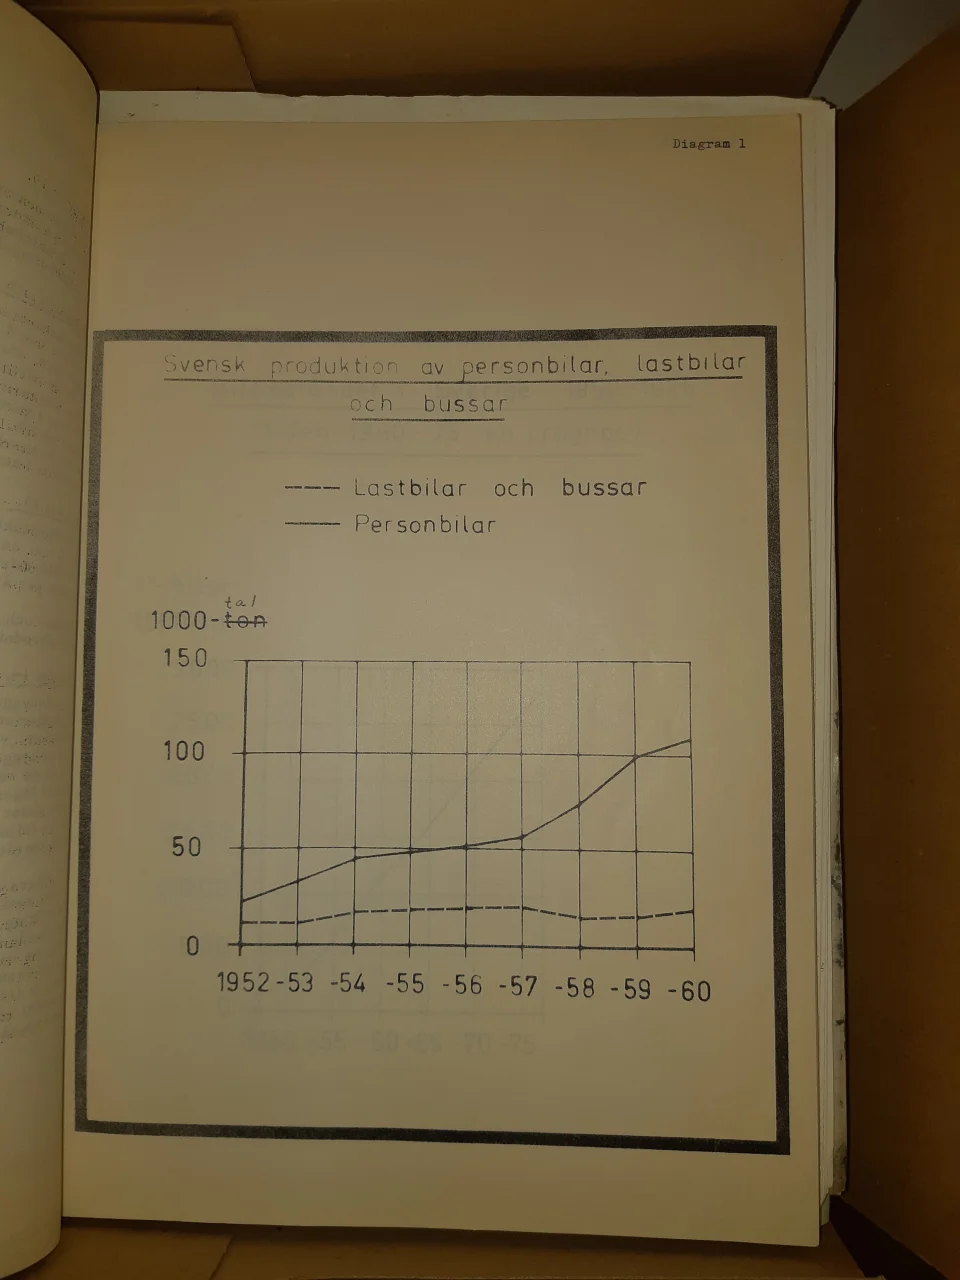 Diagram 1
Svensk produktion av personbilar, lastbilar
och bussar
Lastbilar och bussar
Personbilar
tal
1000-ton
150
100
50
0
1952 -53 -54 -55 -56 -57 -58 -59 -60